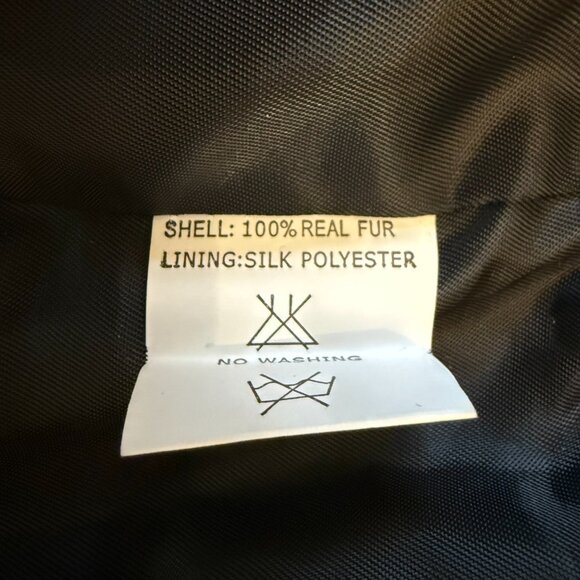 SHELL: 100% REAL FUR
LINING:SILK POLYESTER
NO WASHING